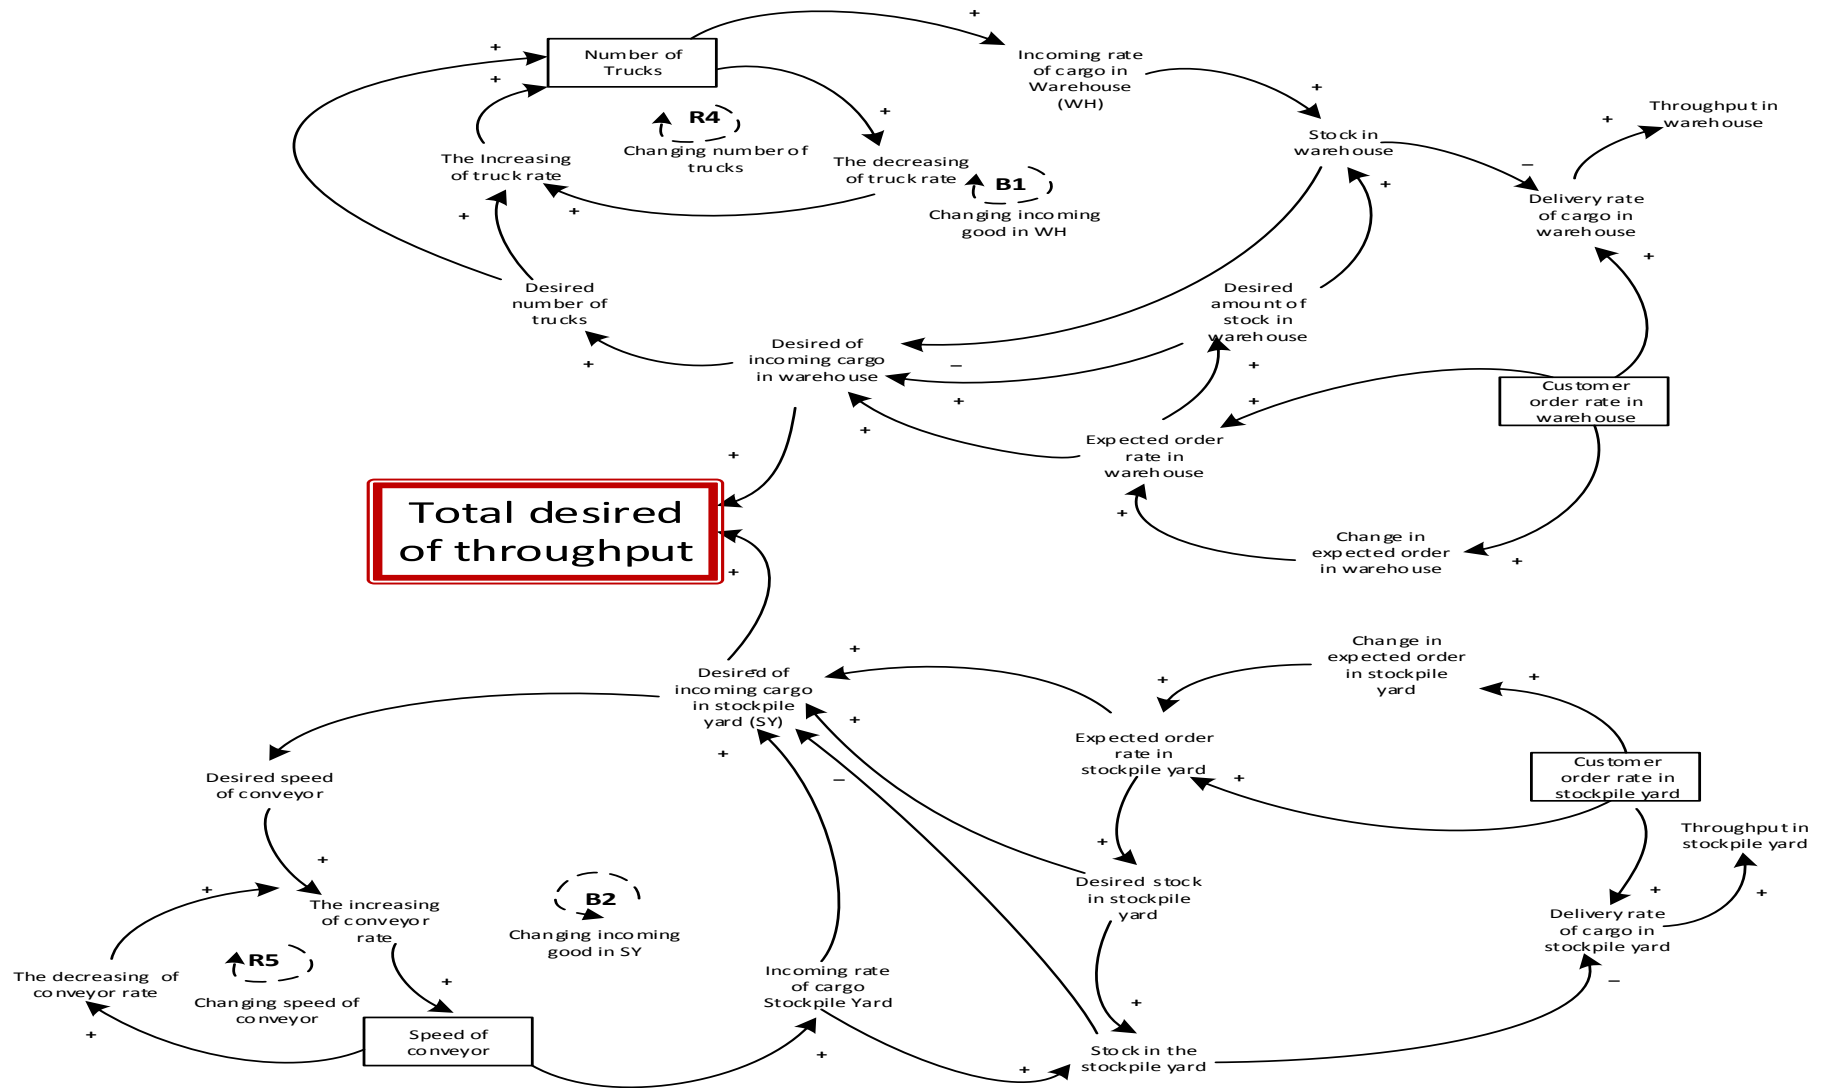 Number of
Trucks
Incoming rate
of cargo in
Warehouse
(WH)
R4
Changing number of
trucks
The Increasing
of truck rate
The decreasing
of truck rate
B1
Changing incoming
good in WH
Stock in
warehouse
Throughput in
warehouse
Delivery rate
of cargo in
warehouse
Desired
number of
trucks
Desired
amount of
stock in
warehouse
Desired of
incoming cargo
in warehouse
Customer
order rate in
warehouse
Expected order
rate in
warehouse
Change in
expected order
in warehouse
Total desired
of throughput
Desired of
incoming cargo
in stockpile
yard (SY)
Change in
expected order
in stockpile
yard
Expected order
rate in
stockpile yard
Customer
order rate in
stockpile yard
Desired speed
of conveyor
Throughput in
stockpile yard
Desired stock
in stockpile
yard
Delivery rate
of cargo in
stockpile yard
The increasing
of conveyor
rate
B2
Changing incoming
good in SY
The decreasing of
conveyor rate
R5
Changing speed of
conveyor
Incoming rate
of cargo
Stockpile Yard
Speed of
conveyor
Stock in the
stockpile yard